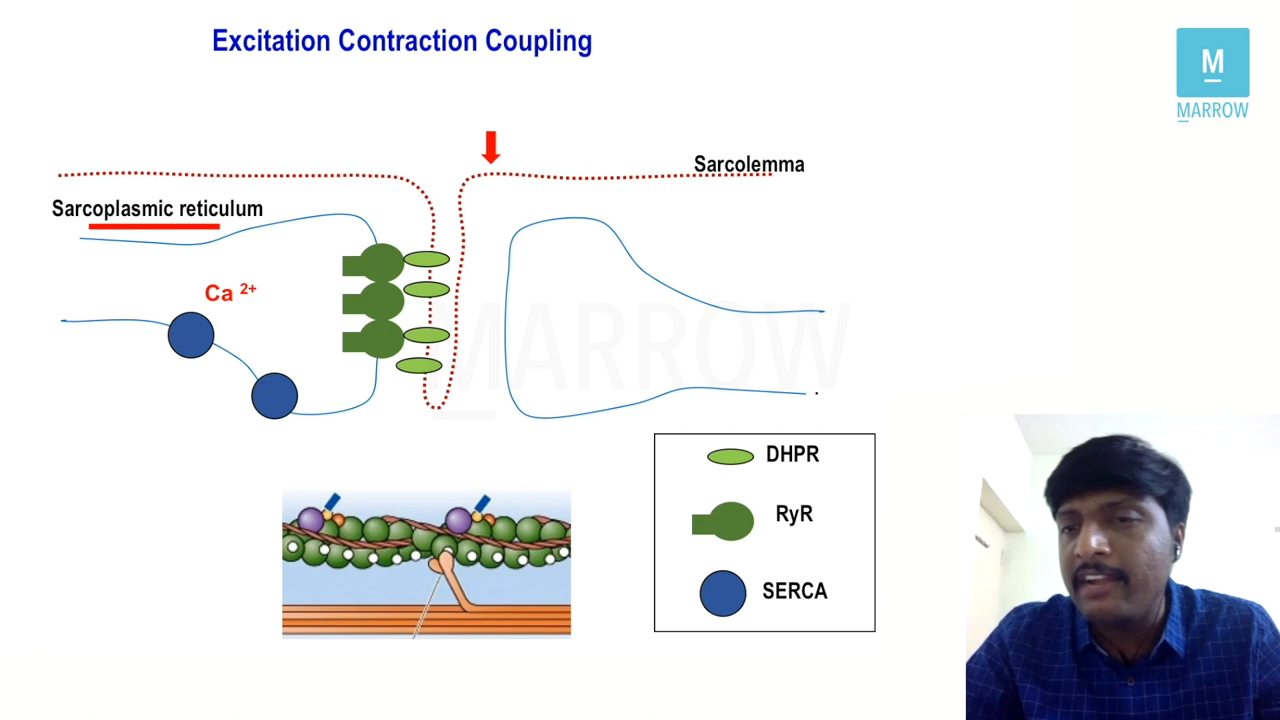 Excitation Contraction Coupling
M
MARROW
Sarcolemma
Sarcoplasmic reticulum
Ca 2+
MARROW
DHPR
RyR
SERCA